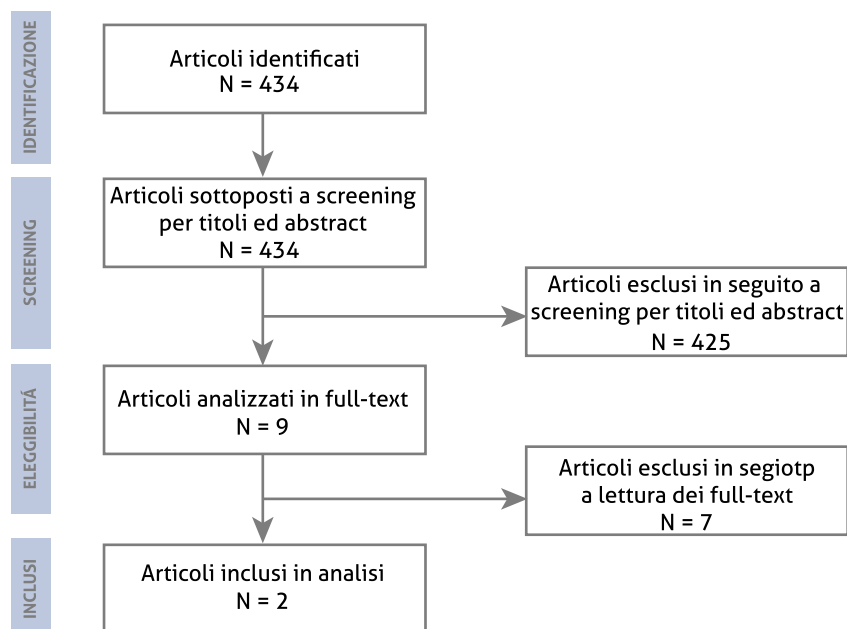 IDENTIFICAZIONE
Articoli identificati
N = 434
SCREENING
Articoli sottoposti a screening
per titoli ed abstract
N = 434
Articoli esclusi in seguito a
screening per titoli ed abstract
N = 425
ELEGGIBILITÁ
Articoli analizzati in full-text
N = 9
Articoli esclusi in segiotp
a lettura dei full-text
N = 7
INCLUSI
Articoli inclusi in analisi
N = 2